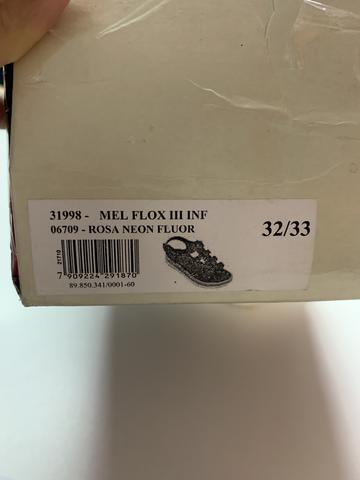 31998 - MEL FLOX III INF
06709 - ROSA NEON FLUOR
32/33
21710
7 909224 291870
89.850.341/0001-60